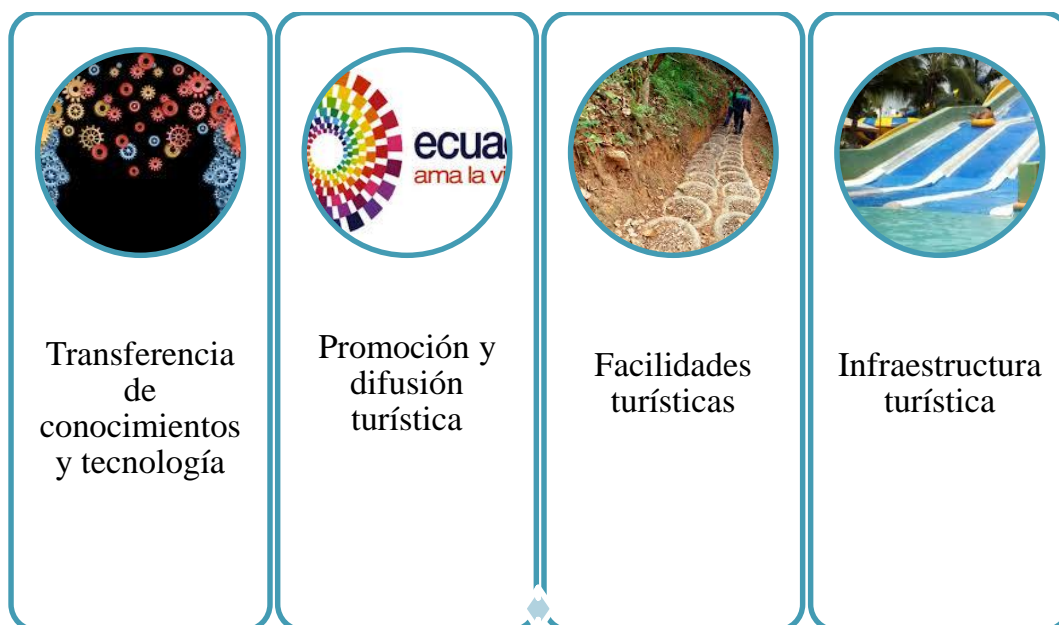 ecua
ama la vi
Transferencia
de
conocimientos
y tecnología
Promoción y
difusión
turística
Facilidades
turísticas
Infraestructura
turística